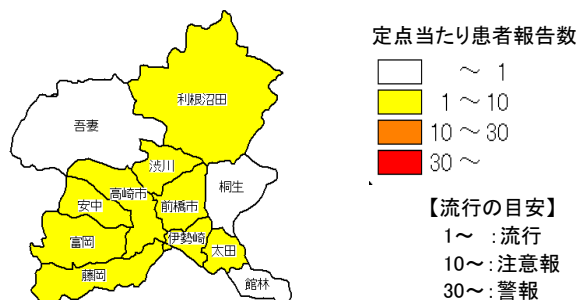 定点当たり患者報告数
～ 1
1 ～ 10
10 ～ 30
30 ～
【流行の目安】
1～ ：流行
10～：注意報
30～：警報
利根沼田
吾妻
渋川
桐生
高崎市
安中
前橋市
伊勢崎
富岡
太田
藤岡
館林